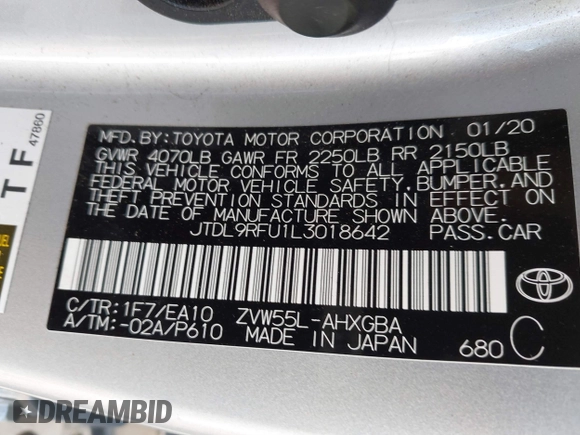 MFD.BY:TOYOTA MOTOR CORPORATION 01/20
GVWR 4070LB GAWR FR 2250LB RR 2150LB
THIS VEHICLE CONFORMS TO ALL APPLICABLE
FEDERAL MOTOR VEHICLE SAFETY, BUMPER, AND
THEFT PREVENTION STANDARDS IN EFFECT ON
THE DATE OF MANUFACTURE SHOWN ABOVE.
JTDL9RFU1L3018642 PASS.CAR
C/TR:1F7/EA10 ZVW55L-AHXGBA
A/TM:-02A/P610 MADE IN JAPAN 680 C
T F
47860
DREAMBID